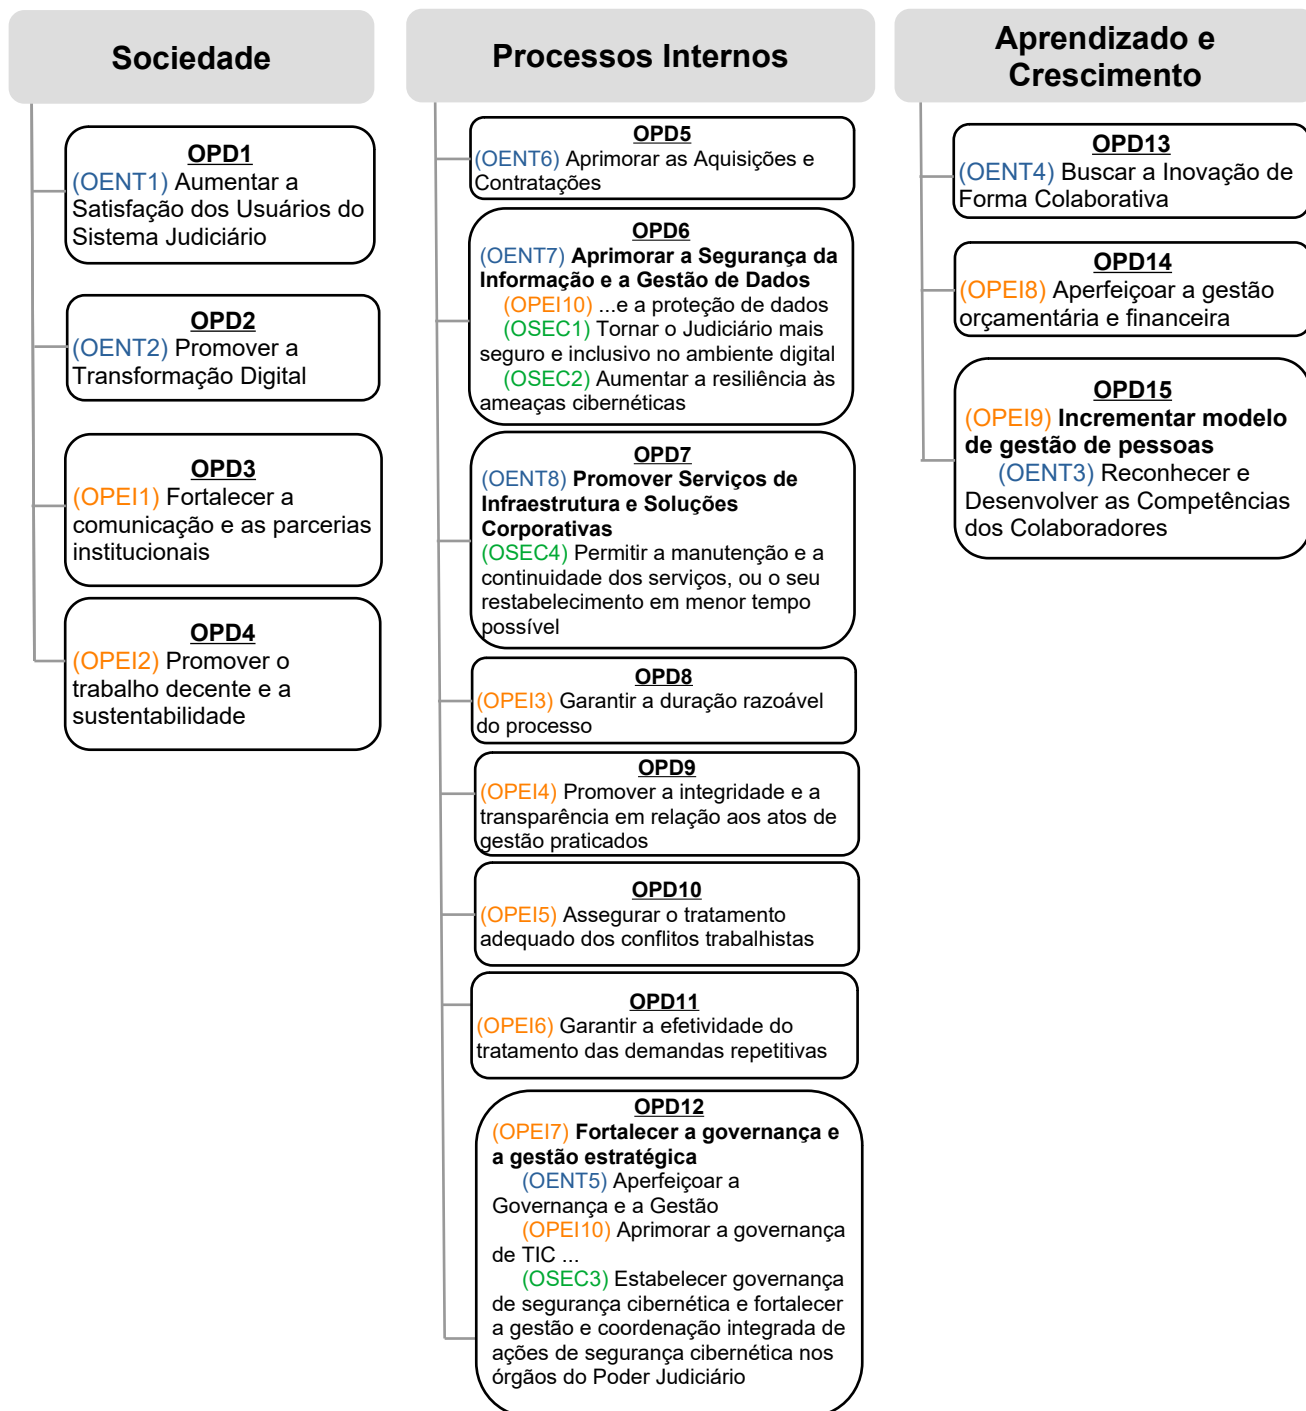 Sociedade
OPD1
(OENT1) Aumentar a
Satisfação dos Usuários do
Sistema Judiciário
OPD2
(OENT2) Promover a
Transformação Digital
OPD3
(OPEI1) Fortalecer a
comunicação e as parcerias
institucionais
OPD4
(OPEI2) Promover o
trabalho decente e a
sustentabilidade
Processos Internos
OPD5
(OENT6) Aprimorar as Aquisições e
Contratações
OPD6
(OENT7) Aprimorar a Segurança da
Informação e a Gestão de Dados
(OPEI10) ...e a proteção de dados
(OSEC1) Tornar o Judiciário mais
seguro e inclusivo no ambiente digital
(OSEC2) Aumentar a resiliência às
ameaças cibernéticas
OPD7
(OENT8) Promover Serviços de
Infraestrutura e Soluções
Corporativas
(OSEC4) Permitir a manutenção e a
continuidade dos serviços, ou o seu
restabelecimento em menor tempo
possível
OPD8
(OPEI3) Garantir a duração razoável
do processo
OPD9
(OPEI4) Promover a integridade e a
transparência em relação aos atos de
gestão praticados
OPD10
(OPEI5) Assegurar o tratamento
adequado dos conflitos trabalhistas
OPD11
(OPEI6) Garantir a efetividade do
tratamento das demandas repetitivas
OPD12
(OPEI7) Fortalecer a governança e
a gestão estratégica
(OENT5) Aperfeiçoar a
Governança e a Gestão
(OPEI10) Aprimorar a governança
de TIC ...
(OSEC3) Estabelecer governança
de segurança cibernética e fortalecer
a gestão e coordenação integrada de
ações de segurança cibernética nos
órgãos do Poder Judiciário
Aprendizado e
Crescimento
OPD13
(OENT4) Buscar a Inovação de
Forma Colaborativa
OPD14
(OPEI8) Aperfeiçoar a gestão
orçamentária e financeira
OPD15
(OPEI9) Incrementar modelo
de gestão de pessoas
(OENT3) Reconhecer e
Desenvolver as Competências
dos Colaboradores